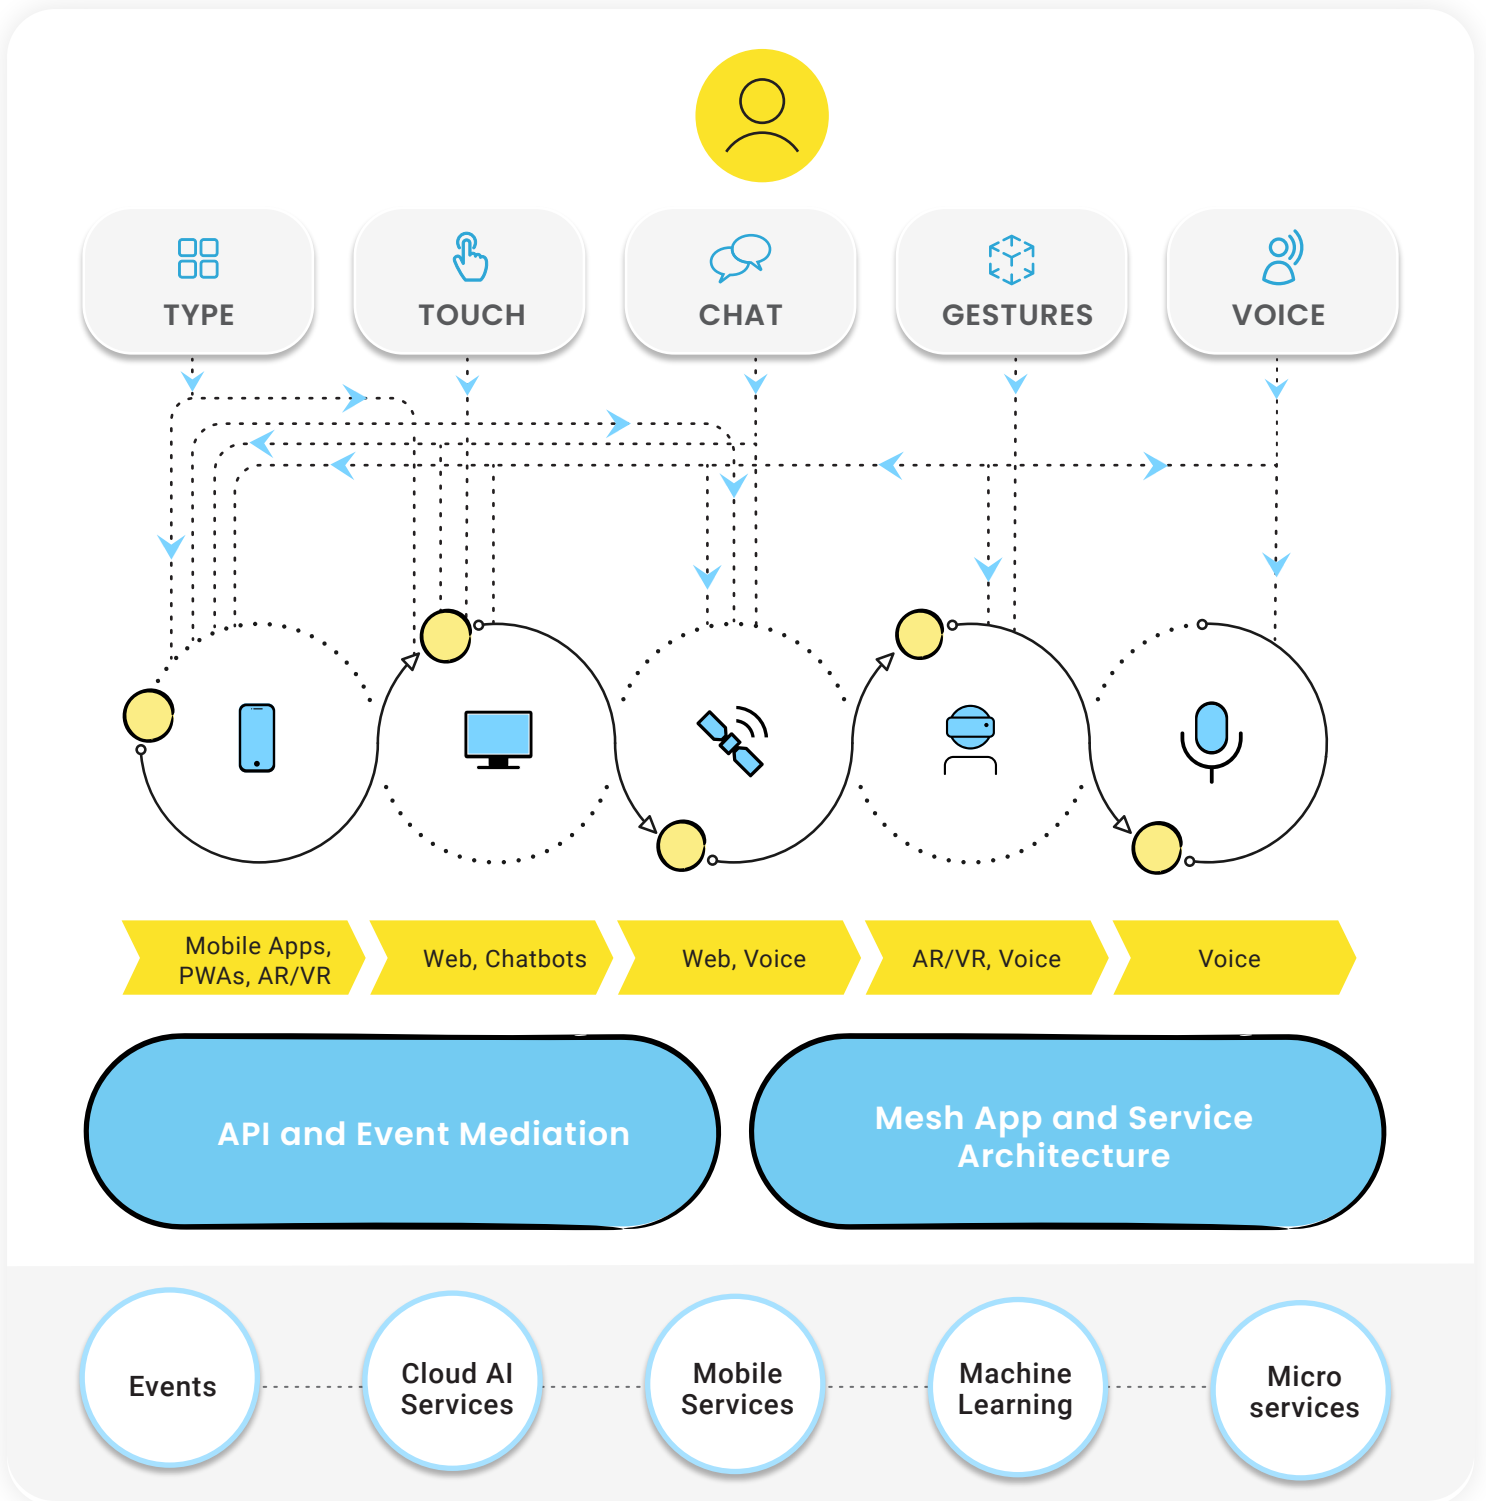 TYPE
TOUCH
CHAT
GESTURES
VOICE
Mobile Apps,
PWAs, AR/VR
Web, Chatbots
Web, Voice
AR/VR, Voice
Voice
API and Event Mediation
Mesh App and Service
Architecture
Events
Cloud AI
Services
Mobile
Services
Machine
Learning
Micro
services